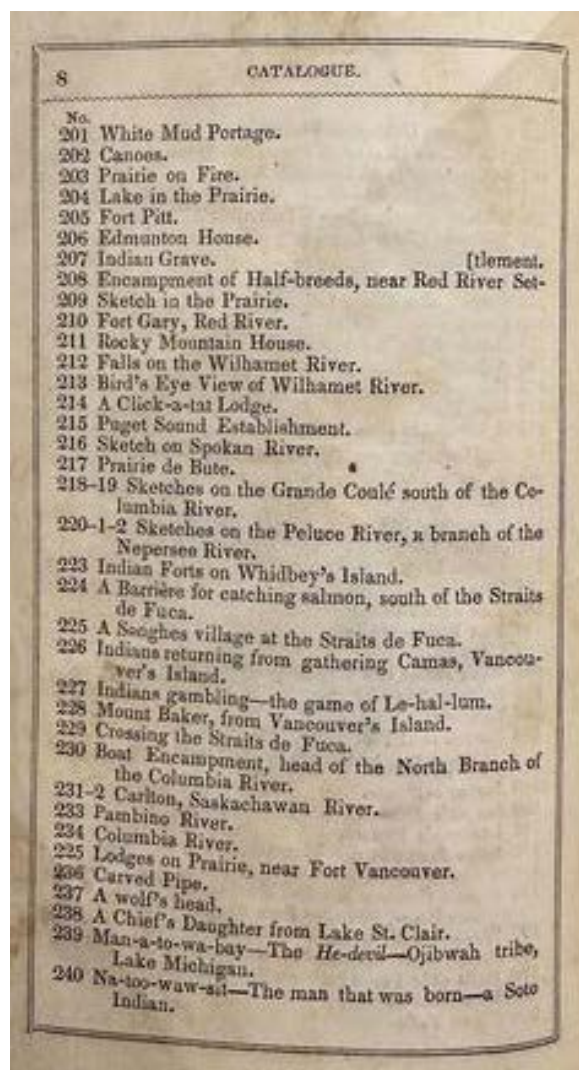 8 CATALOGUE.
No.
201 White Mud Portage.
202 Canoes.
203 Prairie on Fire.
204 Lake in the Prairie.
205 Fort Pitt.
206 Edmunton House.
207 Indian Grave. [tlement.
208 Encampment of Half-breeds, near Red River Set-
209 Sketch in the Prairie.
210 Fort Gary, Red River.
211 Rocky Mountain House.
212 Falls on the Wilhamet River.
213 Bird's Eye View of Wilhamet River.
214 A Click-a-tat Lodge.
215 Puget Sound Establishment.
216 Sketch on Spokan River.
217 Prairie de Bute.
218-19 Sketches on the Grande Coulé south of the Co-
lumbia River.
220-1-2 Sketches on the Peluce River, a branch of the
Nepersee River.
223 Indian Forts on Whidbey's Island.
224 A Barrière for catching salmon, south of the Straits
de Fuca.
225 A Sanghes village at the Straits de Fuca.
226 Indians returning from gathering Camas, Vancou-
ver's Island.
227 Indians gambling—the game of Le-hal-lum.
228 Mount Baker, from Vancouver's Island.
229 Crossing the Straits de Fuca.
230 Boat Encampment, head of the North Branch of
the Columbia River.
231-2 Carlton, Saskachawan River.
233 Pambino River.
234 Columbia River.
225 Lodges on Prairie, near Fort Vancouver.
236 Carved Pipe.
237 A wolf's head.
238 A Chief's Daughter from Lake St. Clair.
239 Man-a-to-wa-bay—The He-devil—Ojibwah tribe,
Lake Michigan.
240 Na-too-waw-sit—The man that was born—a Soto
Indian.